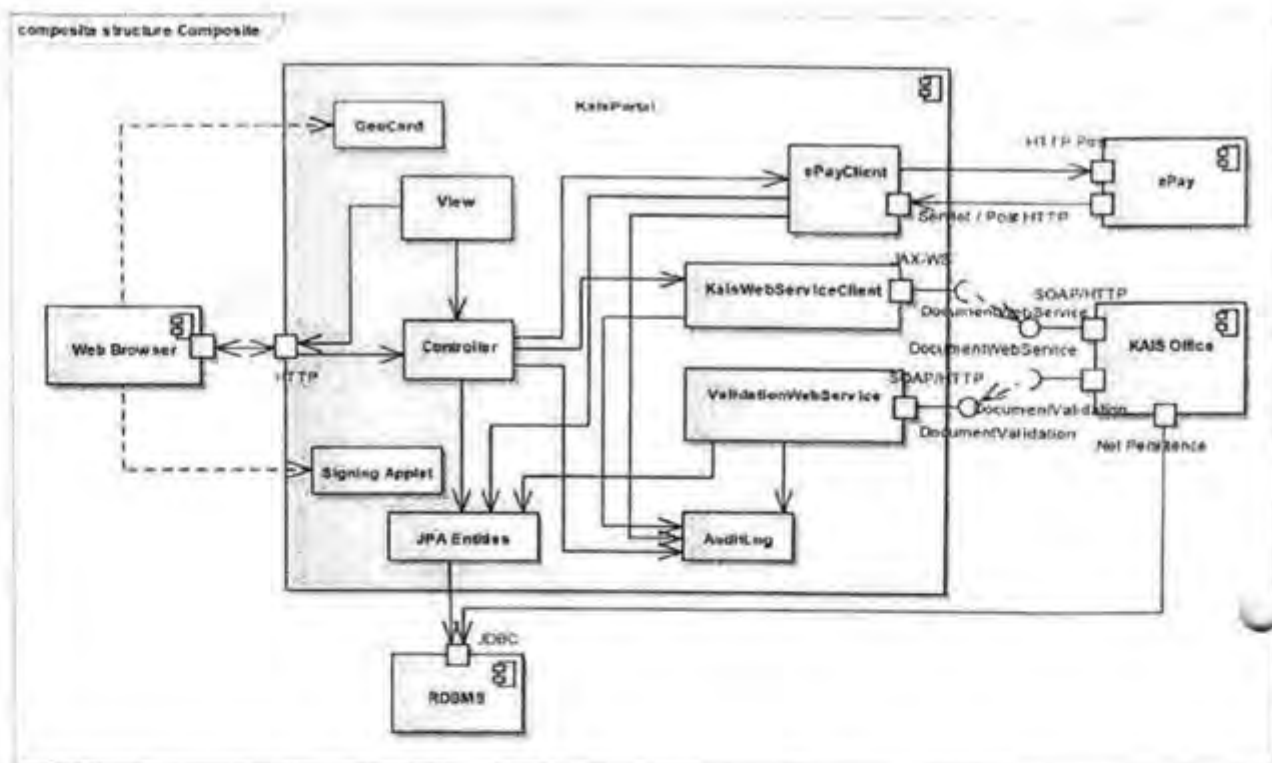 composite structure Composite
KaisPortal
GeoCard
HTTP Post
ePayClient
ePay
View
Servlet / Post HTTP
JAX-WS
KaisWebServiceClient
SOAP/HTTP
DocumentWebService
Web Browser
Controller
DocumentWebService
KAIS Office
HTTP
SOAP/HTTP
ValidationWebService
DocumentValidation
DocumentValidation
.Net Persistence
Signing Applet
JPA Entities
AuditLog
JDBC
RDBMS